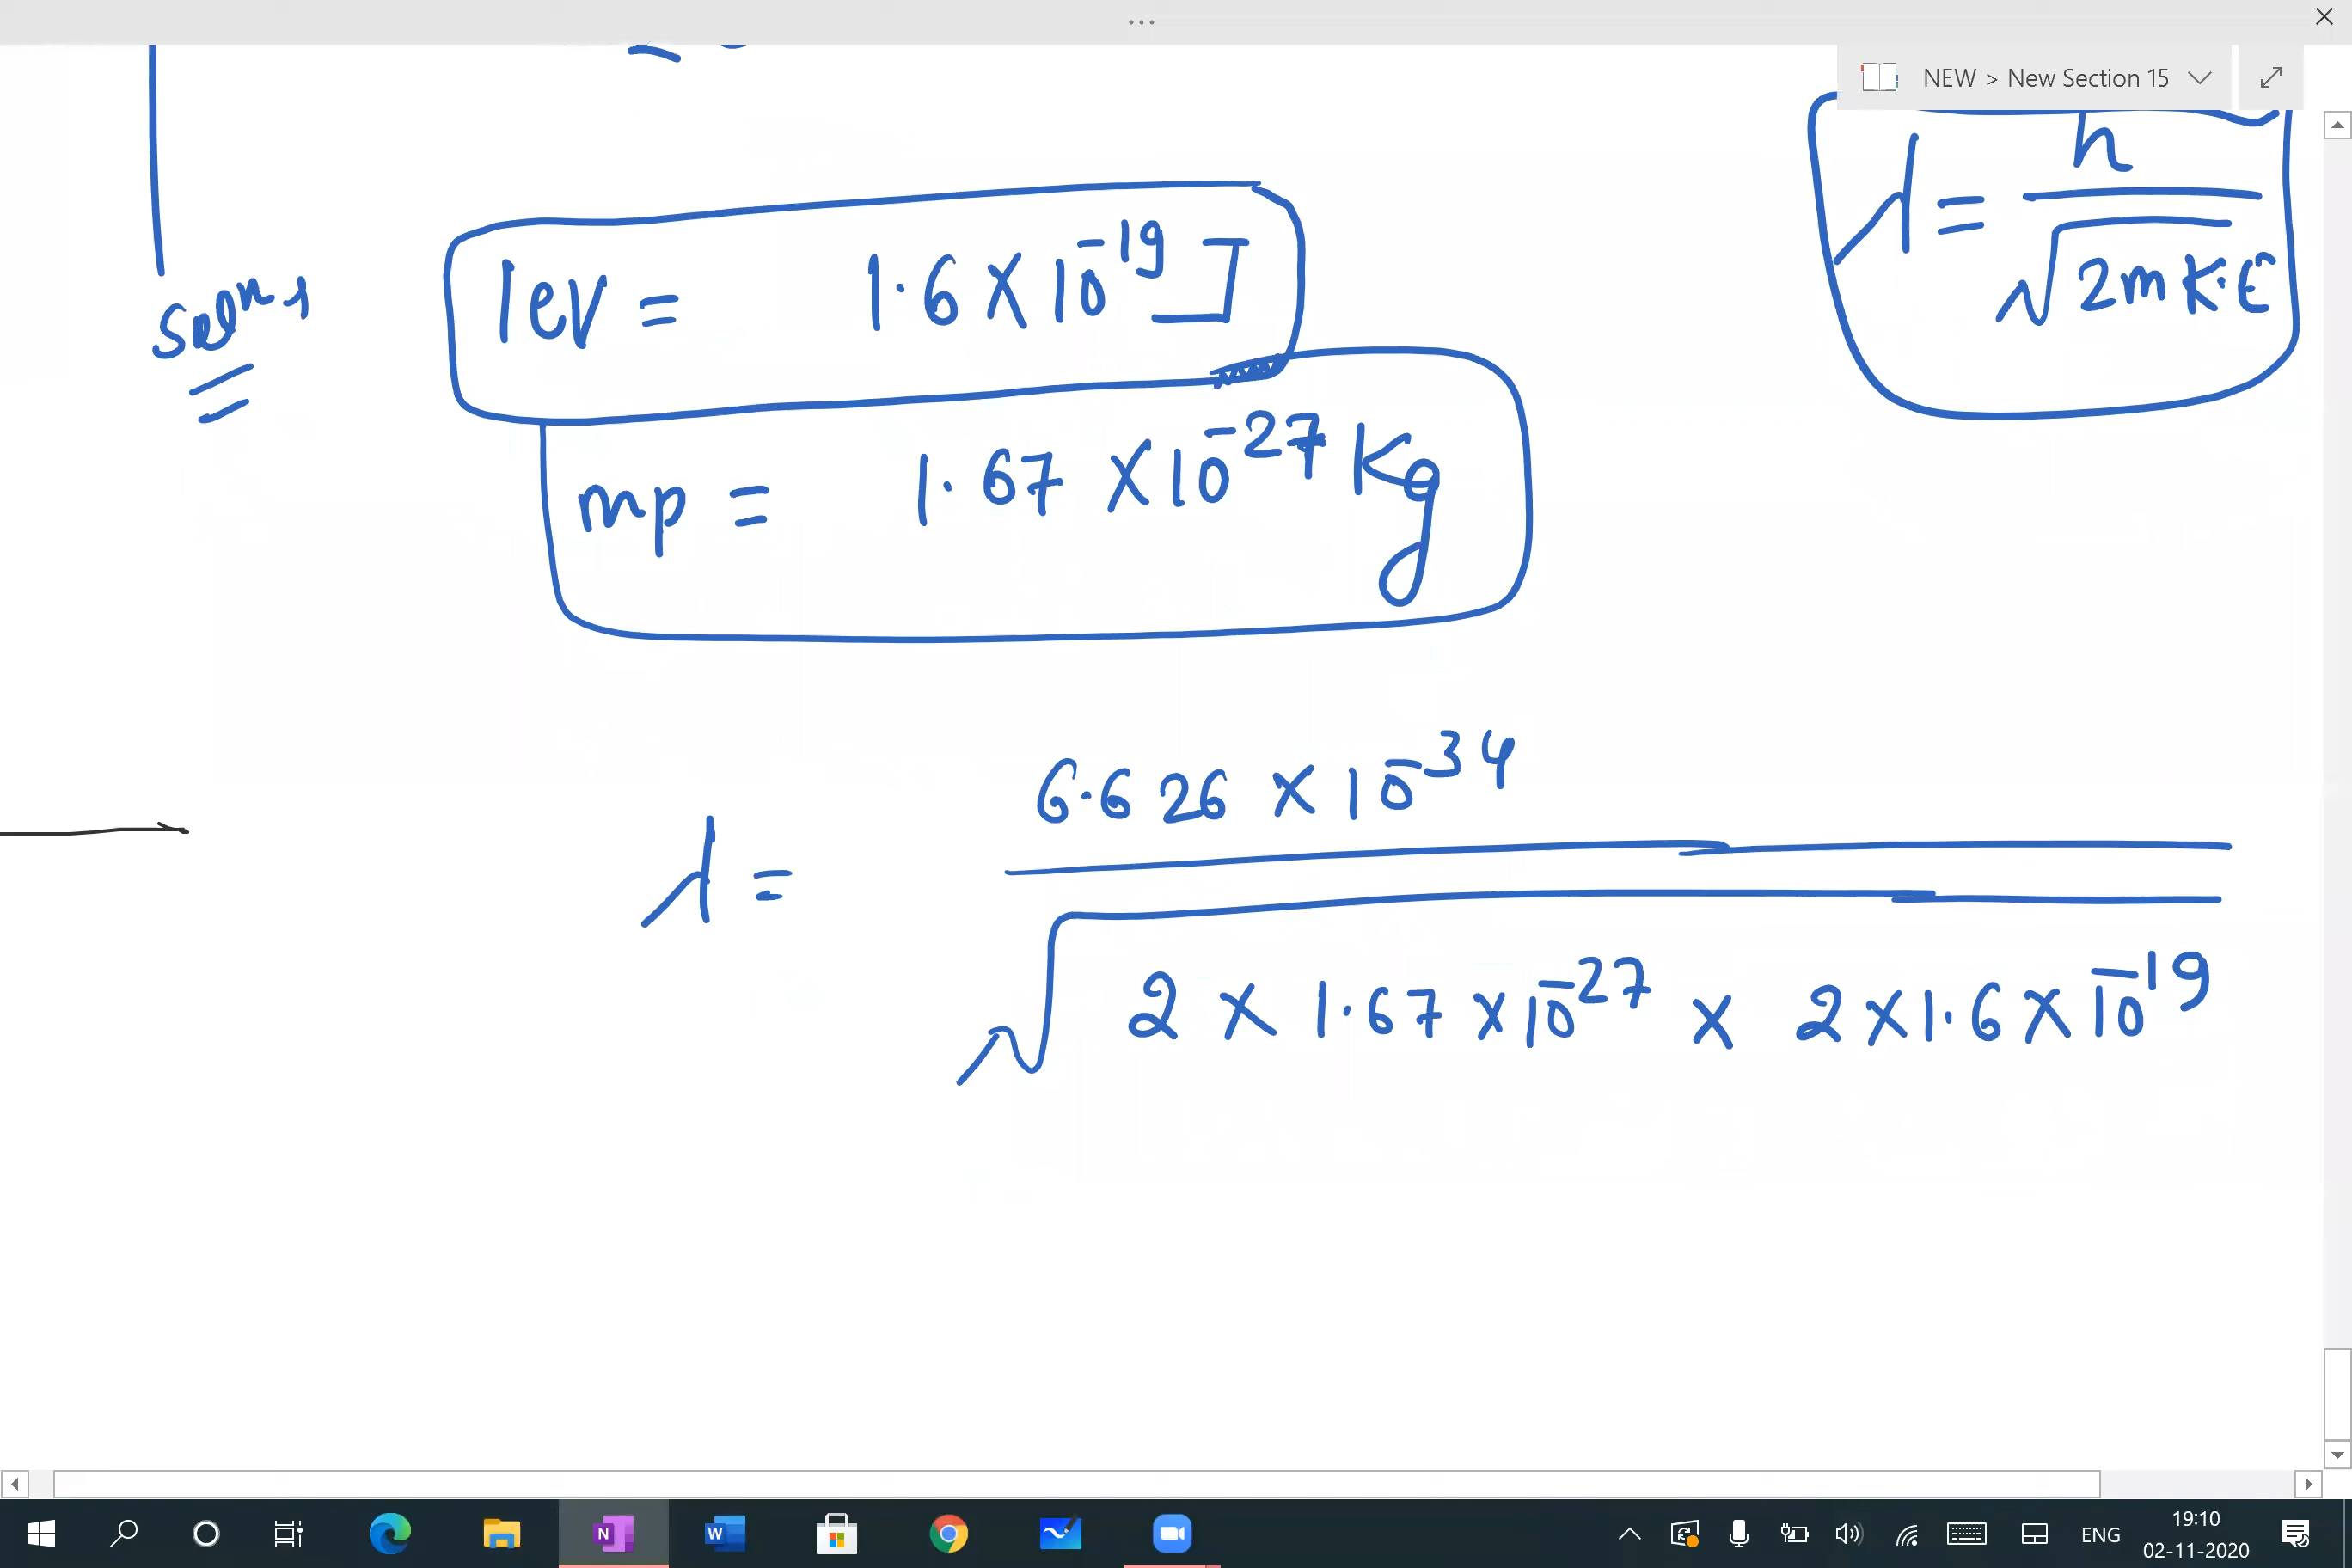 NEW > New Section 15
λ = h / √2mK.E
Solⁿ,
1eV = 1.6 × 10⁻¹⁹ J
mp = 1.67 × 10⁻²⁷ Kg
6.626 × 10⁻³⁴
λ =
√2 × 1.67 × 10⁻²⁷ × 2 × 1.6 × 10⁻¹⁹
ENG
19:10
02-11-2020